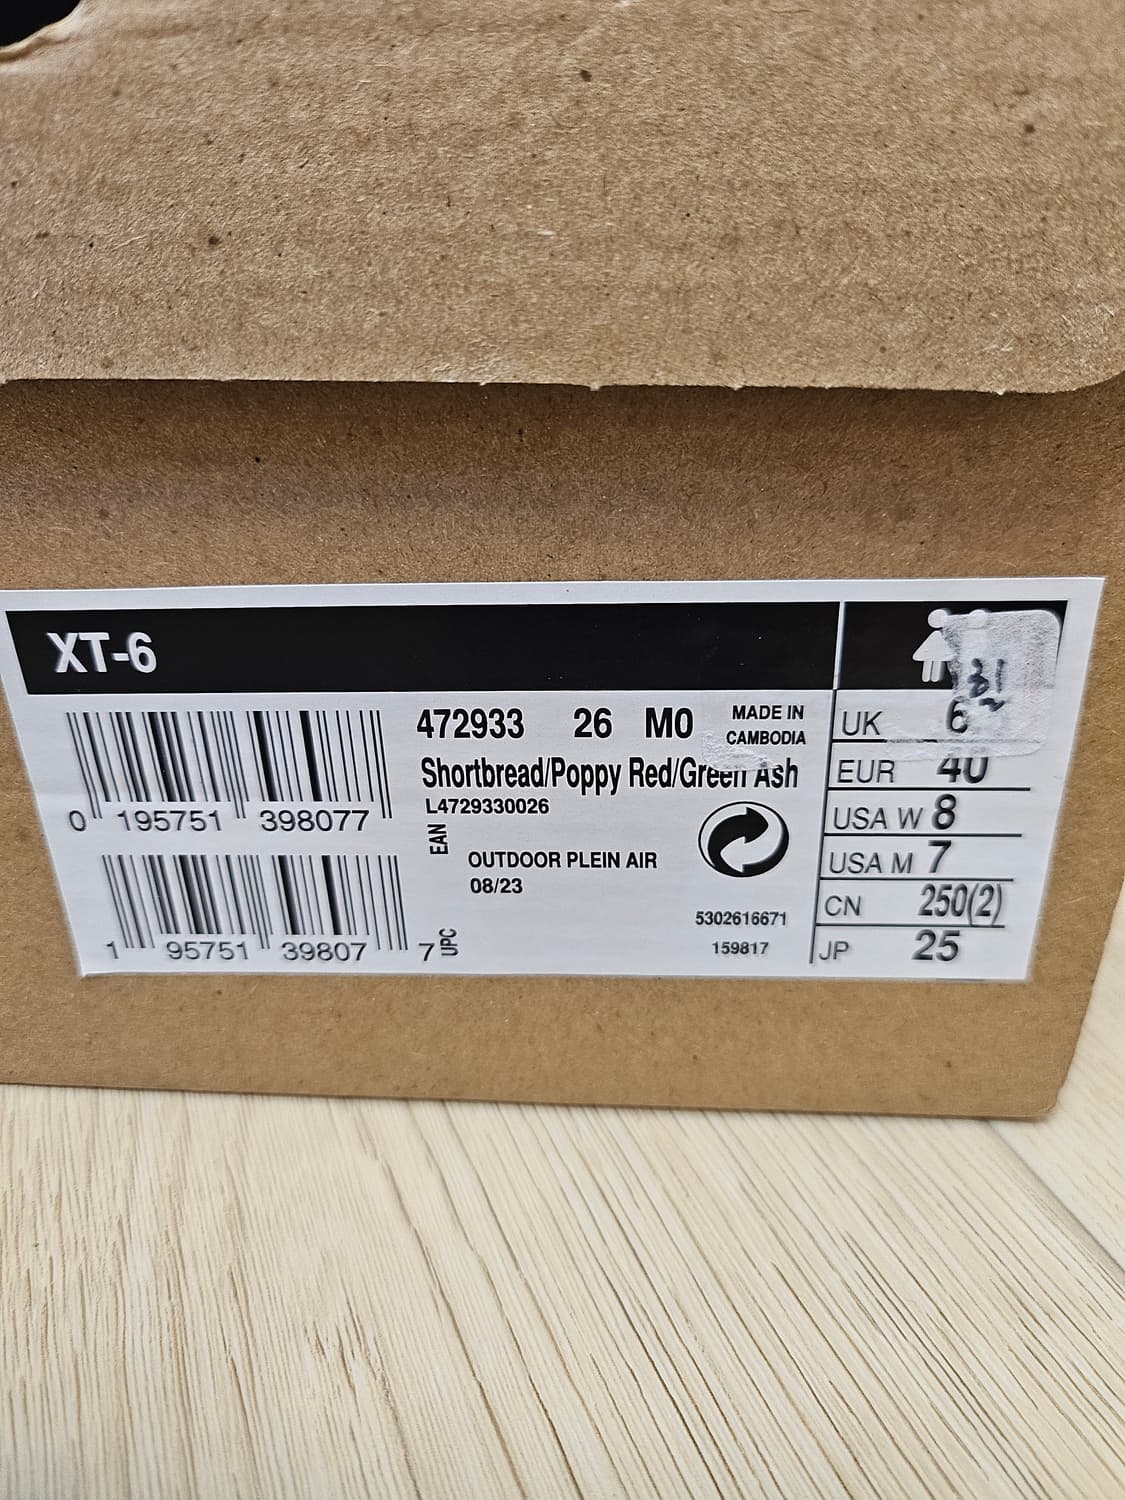 XT-6
472933 26 M0
MADE IN
CAMBODIA
Shortbread/Poppy Red/Green Ash
L4729330026
0 195751 398077
EAN
OUTDOOR PLEIN AIR
08/23
1 95751 39807 7
UPC
5302616671
159817
31
UK 6
EUR 40
USA W 8
USA M 7
CN 250(2)
JP 25